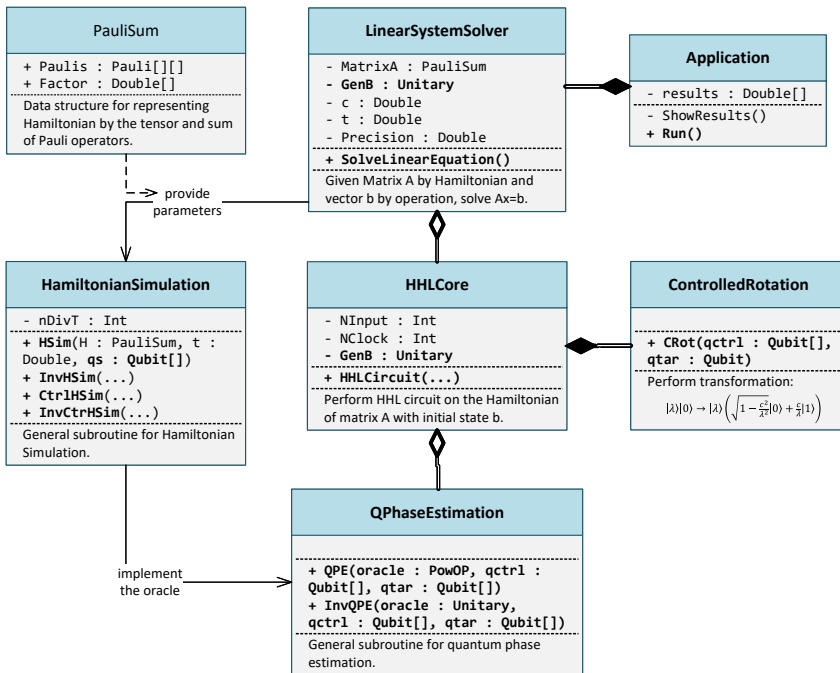 PauliSum
+ Paulis : Pauli[][]
+ Factor : Double[]
Data structure for representing
Hamiltonian by the tensor and sum
of Pauli operators.
LinearSystemSolver
- MatrixA : PauliSum
- GenB : Unitary
- c : Double
- t : Double
- Precision : Double
+ SolveLinearEquation()
Given Matrix A by Hamiltonian and
vector b by operation, solve Ax=b.
Application
- results : Double[]
- ShowResults()
+ Run()
provide
parameters
HamiltonianSimulation
- nDivT : Int
+ HSim(H : PauliSum, t :
Double, qs : Qubit[])
+ InvHSim(...)
+ CtrlHSim(...)
+ InvCtrHSim(...)
General subroutine for Hamiltonian
Simulation.
HHLCore
- NInput : Int
- NClock : Int
- GenB : Unitary
+ HHLCircuit(...)
Perform HHL circuit on the Hamiltonian
of matrix A with initial state b.
ControlledRotation
+ CRot(qctrl : Qubit[],
qtar : Qubit)
Perform transformation:
|λ⟩|0⟩ → |λ⟩(√(1 − c²/λ²)|0⟩ + c/λ|1⟩)
implement
the oracle
QPhaseEstimation
+ QPE(oracle : PowOP, qctrl :
Qubit[], qtar : Qubit[])
+ InvQPE(oracle : Unitary,
qctrl : Qubit[], qtar : Qubit[])
General subroutine for quantum phase
estimation.